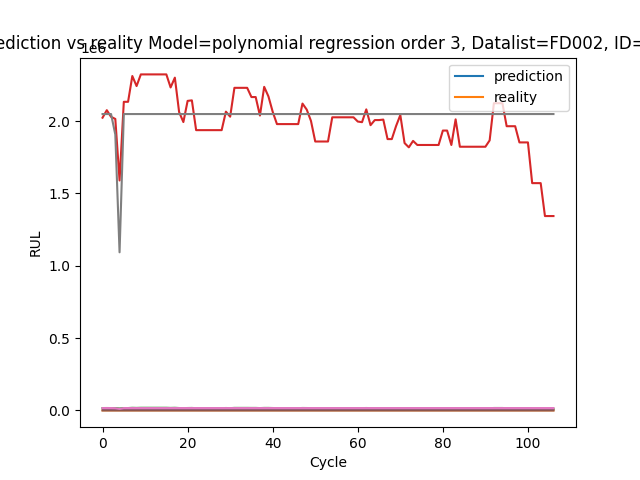 ediction vs reality Model=polynomial regression order 3, Datalist=FD002, ID=
1e6
prediction
reality
2.0
1.5
1.0
0.5
0.0
RUL
0 20 40 60 80 100
Cycle